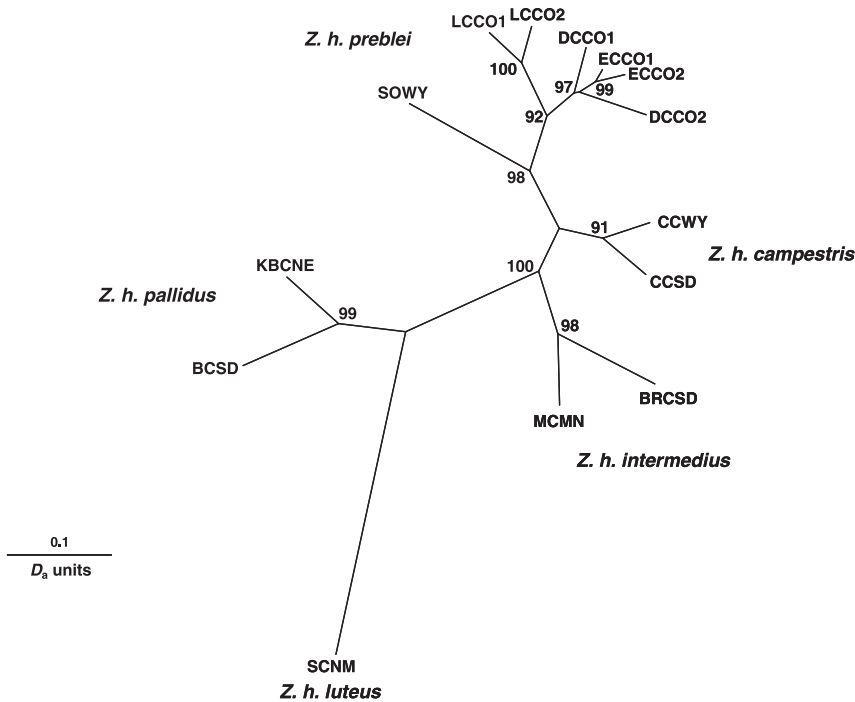 LCCO1
LCCO2
Z. h. preblei
DCCO1
ECCO1
100
ECCO2
97
99
SOWY
92
DCCO2
98
CCWY
91
Z. h. campestris
KBCNE
100
CCSD
Z. h. pallidus
99
98
BCSD
BRCSD
MCMN
Z. h. intermedius
0.1
Da units
SCNM
Z. h. luteus